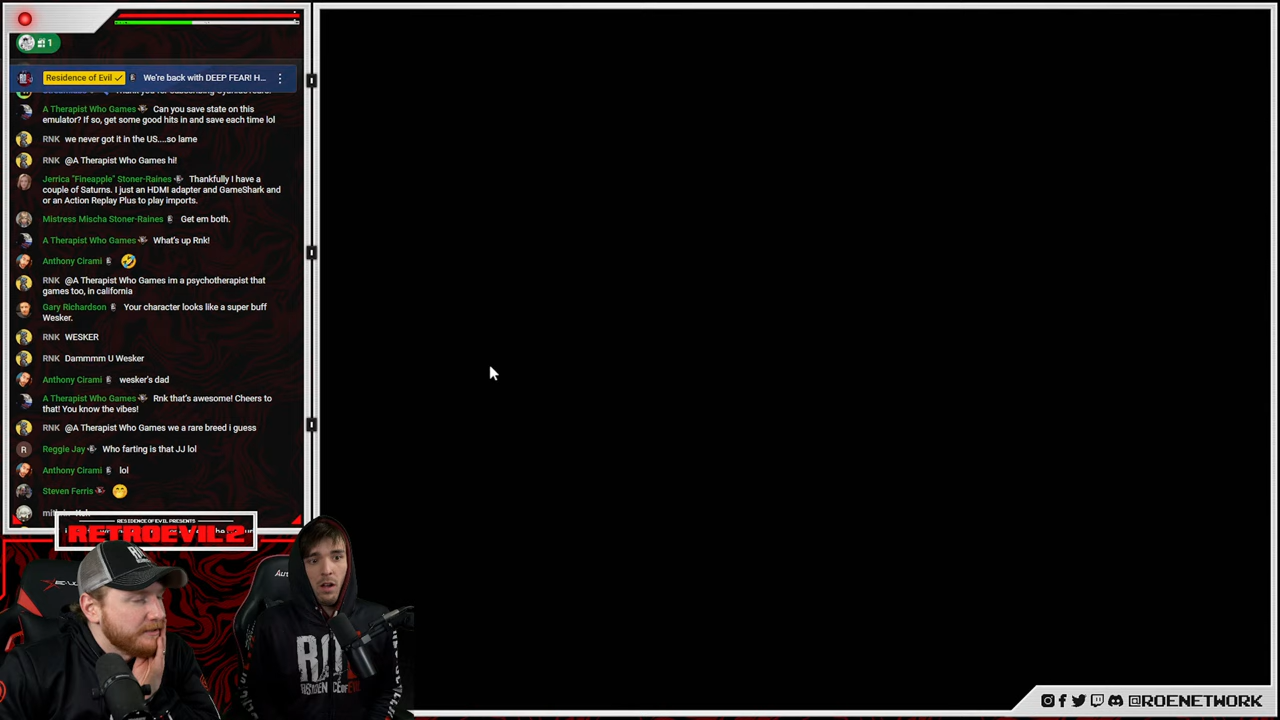 1
Residence of Evil We're back with DEEP FEAR! H...
A Therapist Who Games Can you save state on this
emulator? If so, get some good hits in and save each time lol
RNK we never got it in the US....so lame
RNK @A Therapist Who Games hi!
Jerrica "Fineapple" Stoner-Raines Thankfully I have a
couple of Saturns. I just an HDMI adapter and GameShark and
or an Action Replay Plus to play imports.
Mistress Mischa Stoner-Raines Get em both.
A Therapist Who Games What's up Rnk!
Anthony Cirami
RNK @A Therapist Who Games im a psychotherapist that
games too, in california
Gary Richardson Your character looks like a super buff
Wesker.
RNK WESKER
RNK Dammmm U Wesker
Anthony Cirami wesker's dad
A Therapist Who Games Rnk that's awesome! Cheers to
that! You know the vibes!
RNK @A Therapist Who Games we a rare breed i guess
R Reggie Jay Who farting is that JJ lol
Anthony Cirami lol
Steven Ferris
RESIDENCE OF EVIL PRESENTS
RETROEVIL 2
@ROENETWORK